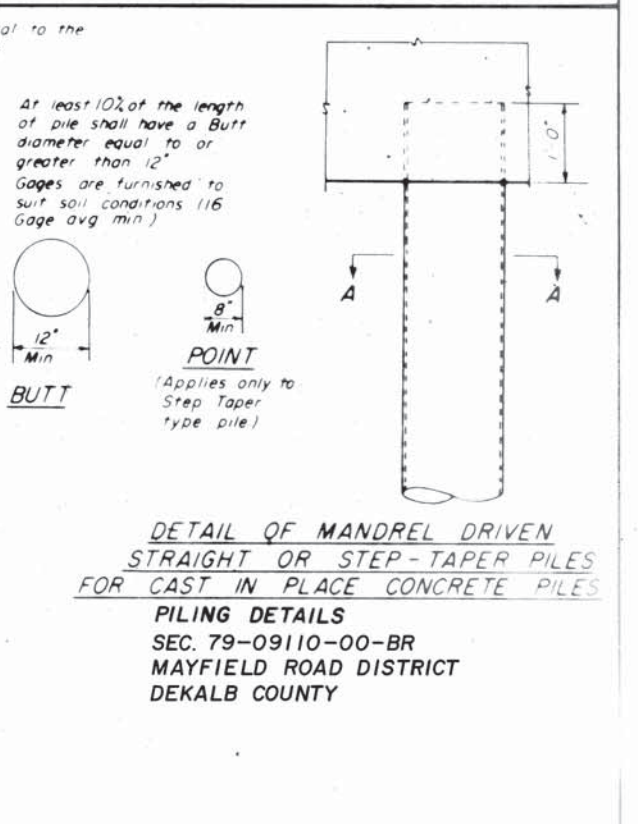 al to the
At least 10% of the length
of pile shall have a Butt
diameter equal to or
greater than 12"
Gages are furnished to
suit soil conditions (16
Gage avg min)
1'-0"
A A
12"
Min
BUTT
8"
Min
POINT
(Applies only to
Step Taper
type pile)
DETAIL OF MANDREL DRIVEN
STRAIGHT OR STEP-TAPER PILES
FOR CAST IN PLACE CONCRETE PILES
PILING DETAILS
SEC. 79-09110-00-BR
MAYFIELD ROAD DISTRICT
DEKALB COUNTY